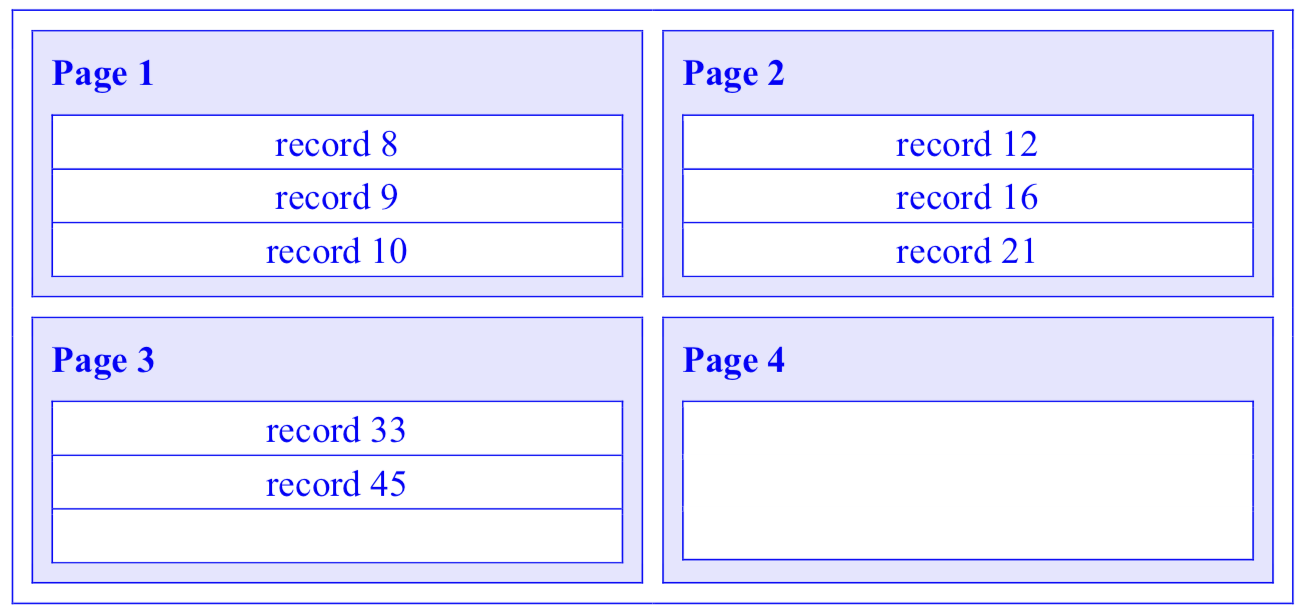 Page 1
record 8
record 9
record 10
Page 2
record 12
record 16
record 21
Page 3
record 33
record 45
Page 4